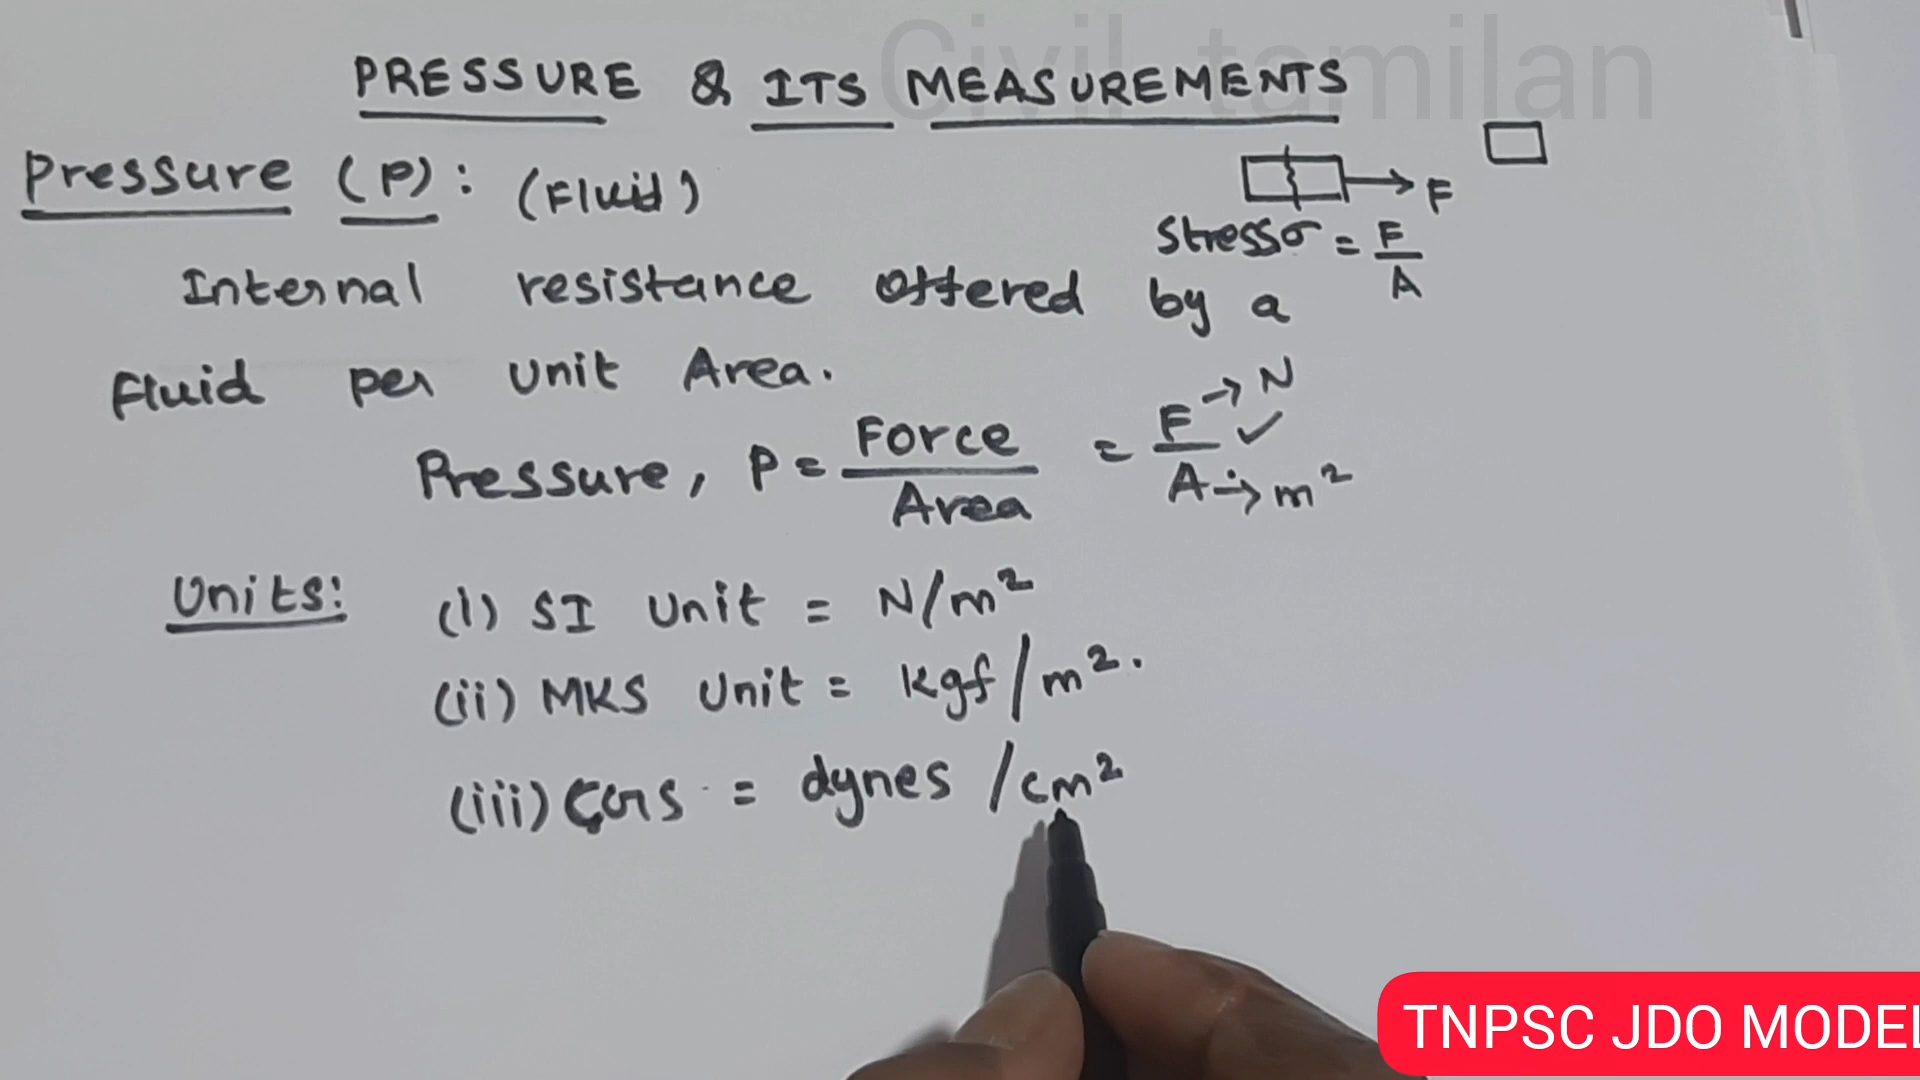 Civil tamilan
PRESSURE & ITS MEASUREMENTS
Pressure (P): (Fluid)
→ F
Stress σ = F/A
Internal resistance offered by a
fluid per unit Area.
Pressure, P = Force/Area = F/A
F → N ✓
A → m²
Units: (i) SI Unit = N/m²
(ii) MKS Unit = kgf/m².
(iii) CGS = dynes/cm²
TNPSC JDO MODEL